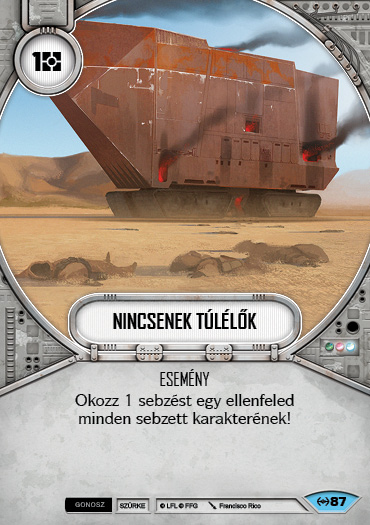 1
NINCSENEK TÚLÉLŐK
ESEMÉNY
Okozz 1 sebzést egy ellenfeled
minden sebzett karakterének!
GONOSZ SZÜRKE © LFL © FFG Francisco Rico
87